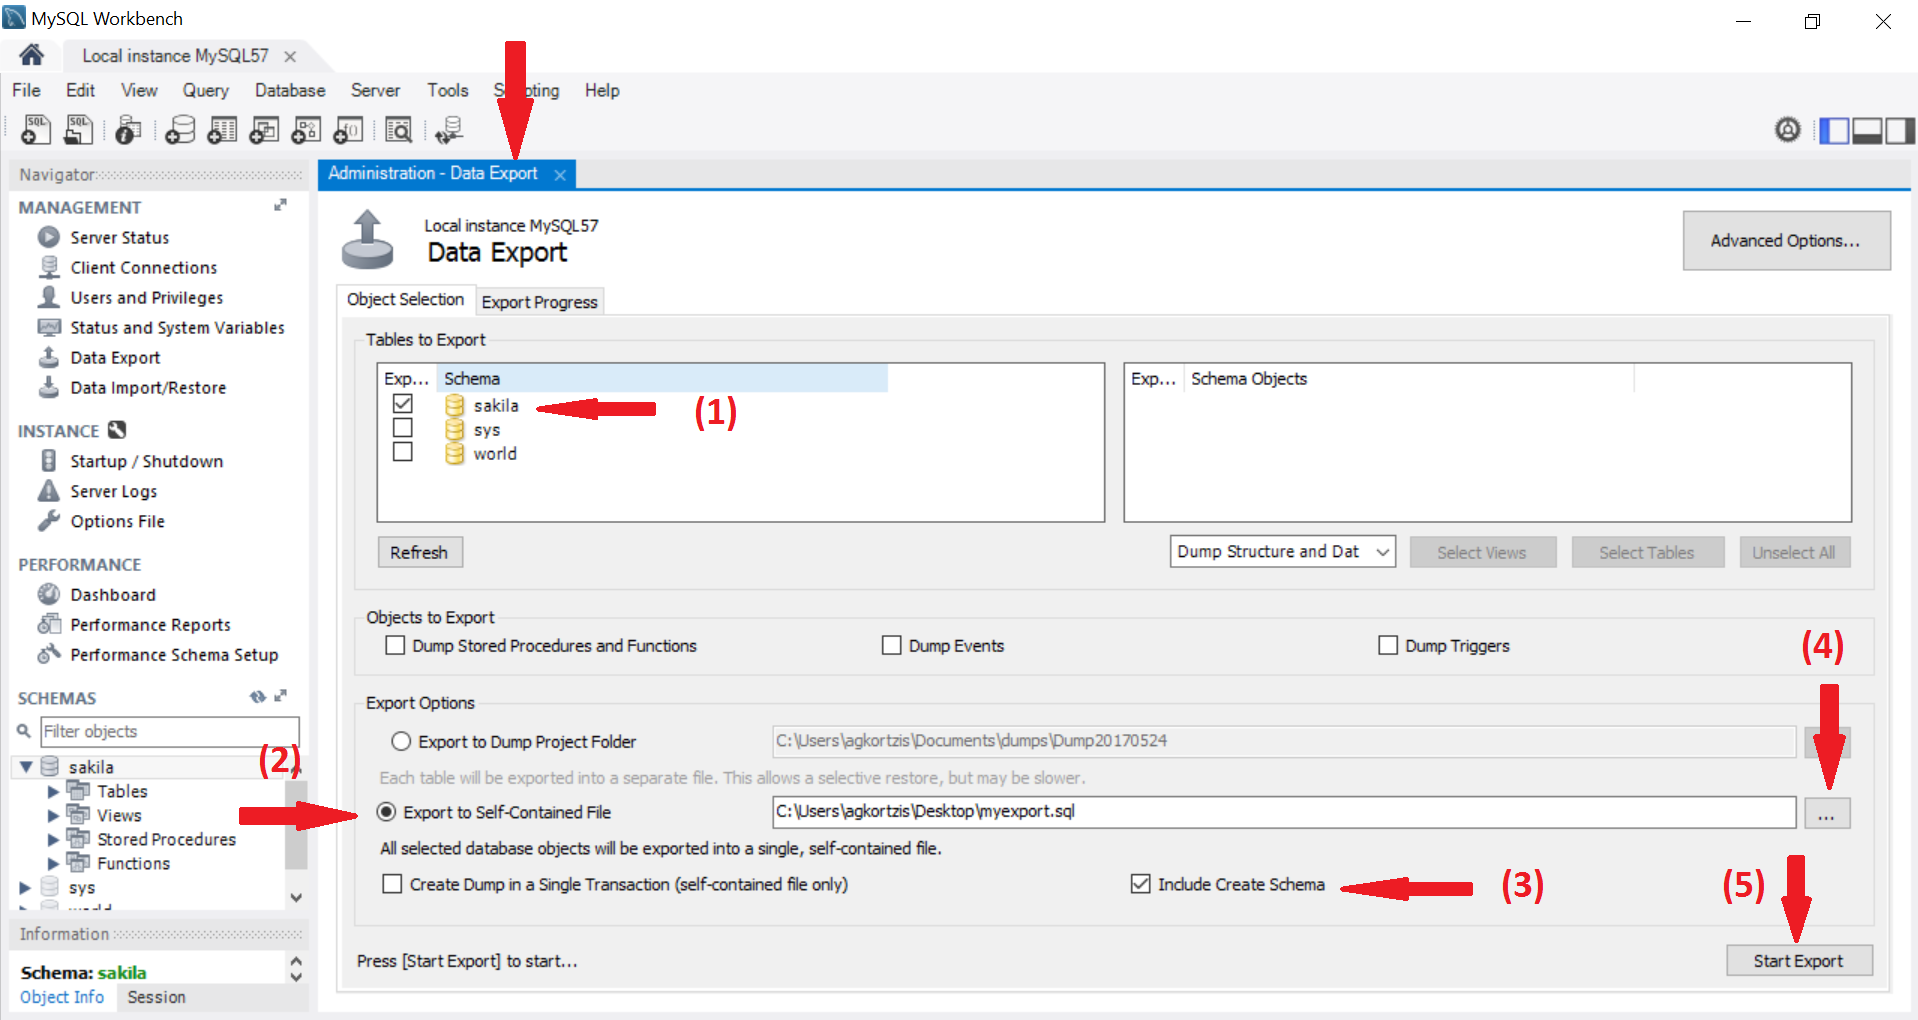 MySQL Workbench
Local instance MySQL57
File Edit View Query Database Server Tools Help
SQL SQL
Navigator
Administration - Data Export
MANAGEMENT
Server Status
Client Connections
Users and Privileges
Status and System Variables
Data Export
Data Import/Restore
INSTANCE
Startup / Shutdown
Server Logs
Options File
PERFORMANCE
Dashboard
Performance Reports
Performance Schema Setup
SCHEMAS
Filter objects
(2)
sakila
Tables
Views
Stored Procedures
Functions
sys
Information
Schema: sakila
Object Info Session
Local instance MySQL57
Data Export
Advanced Options...
Object Selection Export Progress
Tables to Export
Exp... Schema
sakila (1)
sys
world
Exp... Schema Objects
Refresh
Dump Structure and Dat Select Views Select Tables Unselect All
Objects to Export
Dump Stored Procedures and Functions Dump Events Dump Triggers
(4)
Export Options
Export to Dump Project Folder C:\Users\agkortzis\Documents\dumps\Dump20170524
Each table will be exported into a separate file. This allows a selective restore, but may be slower.
Export to Self-Contained File C:\Users\agkortzis\Desktop\myexport.sql ...
All selected database objects will be exported into a single, self-contained file.
Create Dump in a Single Transaction (self-contained file only) Include Create Schema (3) (5)
Press [Start Export] to start... Start Export